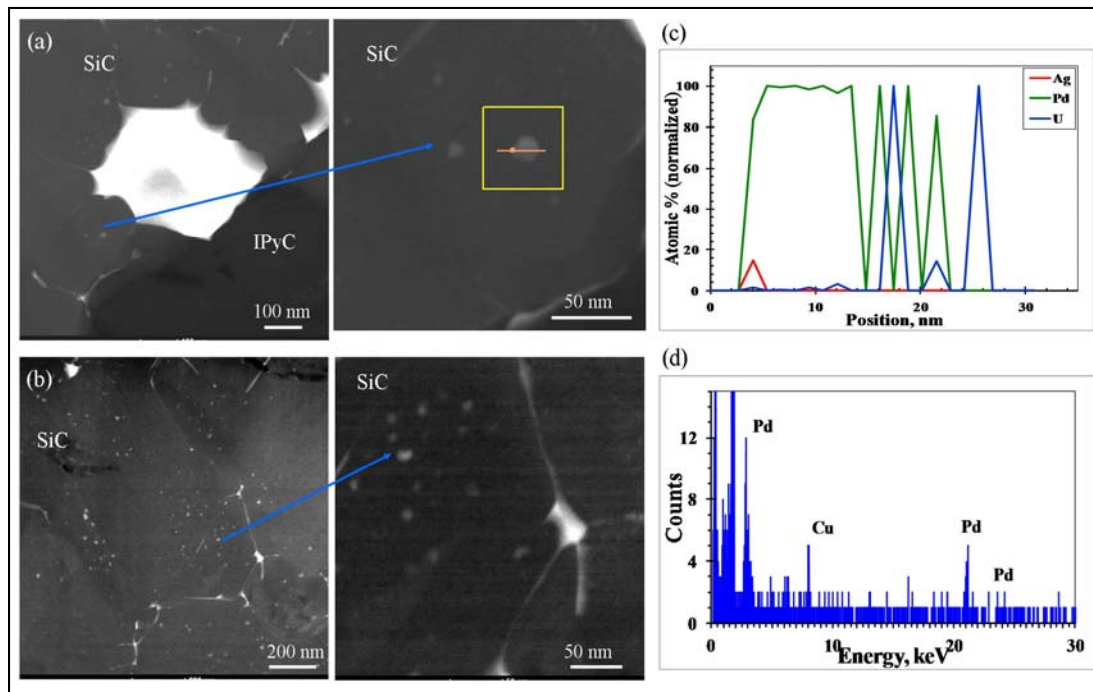 (a)
SiC
IPyC
100 nm
SiC
50 nm
(b)
SiC
200 nm
SiC
50 nm
(c)
Atomic % (normalized)
100
80
60
40
20
0
0 10 20 30
Position, nm
Ag
Pd
U
(d)
Counts
12
8
4
0
Pd
Cu
Pd
Pd
0 10 20 30
Energy, keV